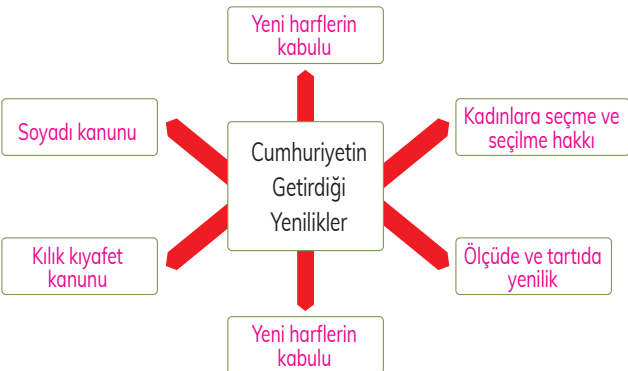 Yeni harflerin
kabulu
Soyadı kanunu
Kadınlara seçme ve
seçilme hakkı
Cumhuriyetin
Getirdiği
Yenilikler
Kılık kıyafet
kanunu
Ölçüde ve tartıda
yenilik
Yeni harflerin
kabulu